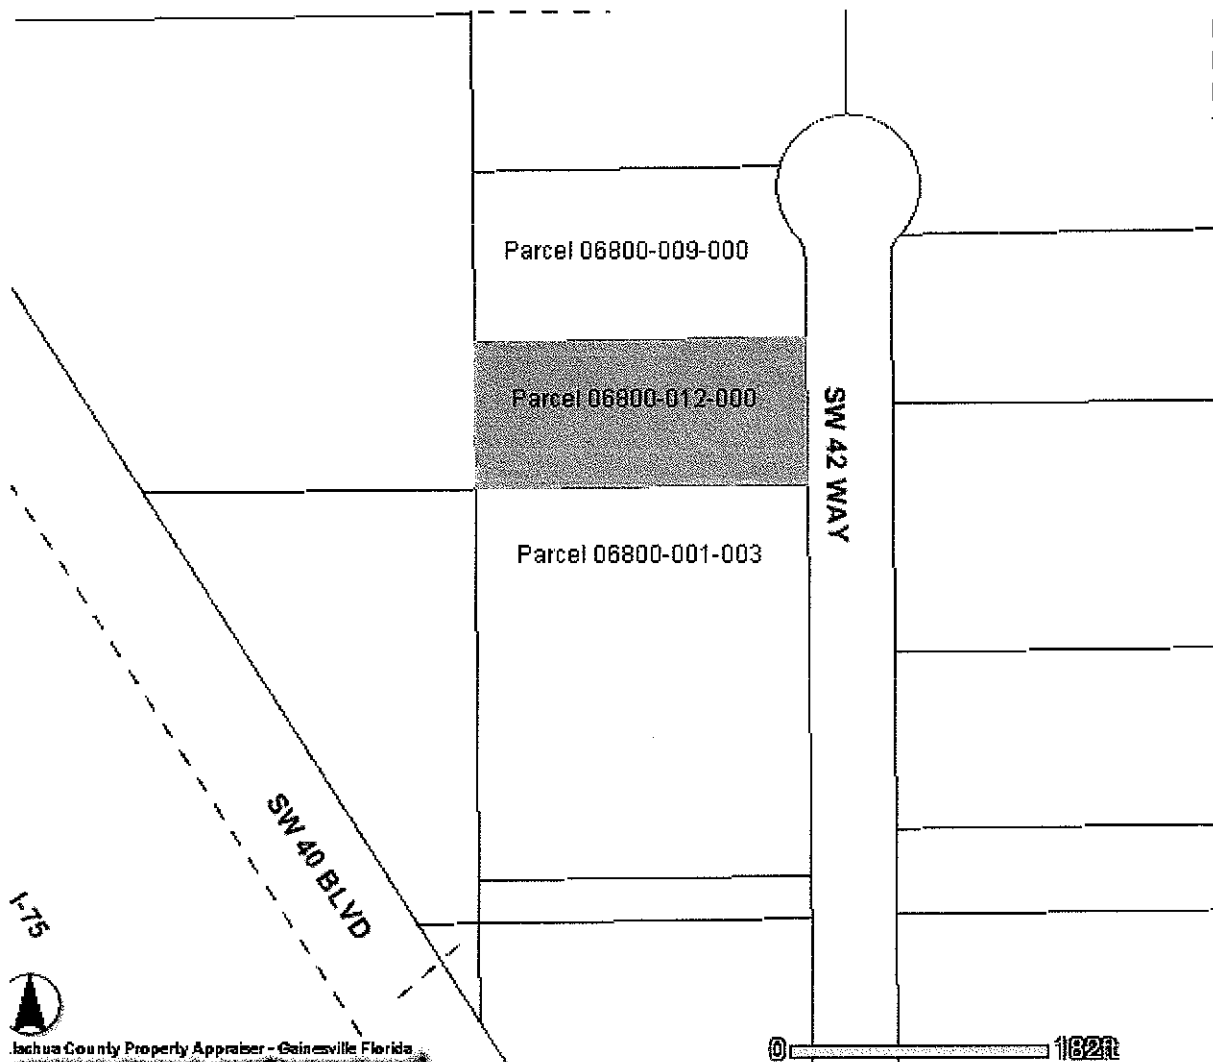 Parcel 06800-009-000
Parcel 06800-012-000
SW 42 WAY
Parcel 06800-001-003
SW 40 BLVD
I-75
lachua County Property Appraiser - Gainesville Florida
0 182ft